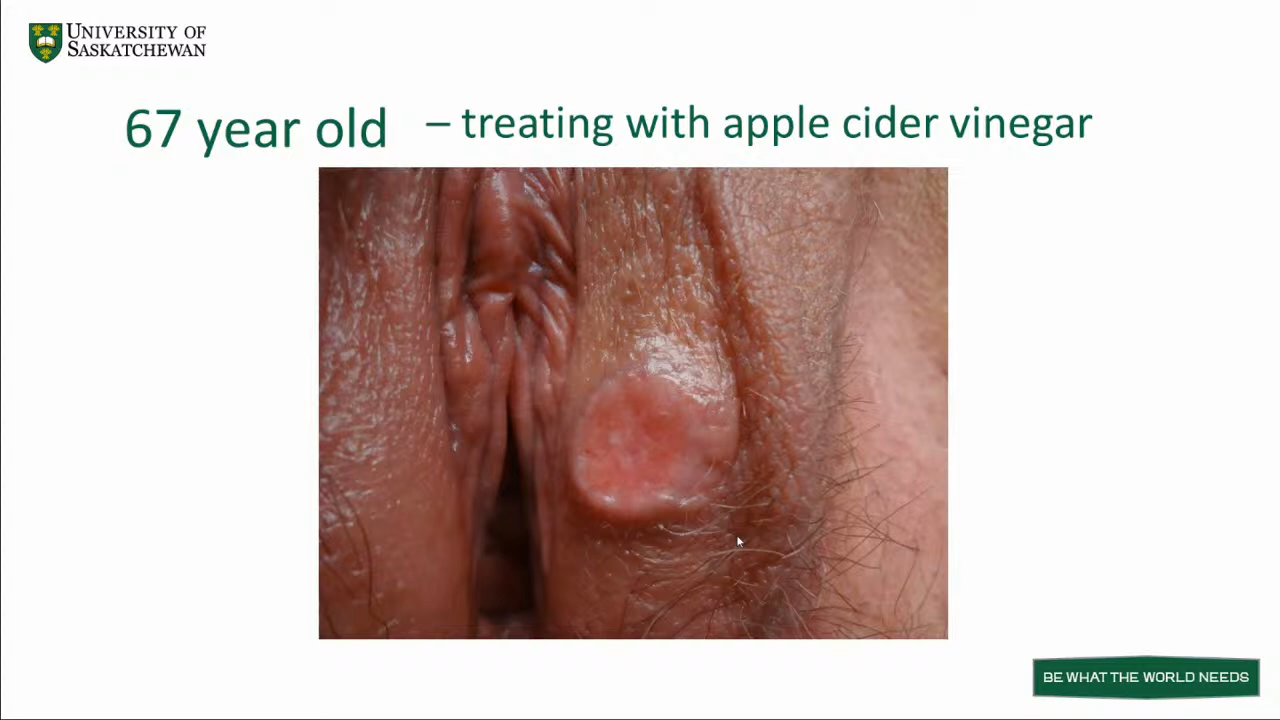 UNIVERSITY OF
SASKATCHEWAN
67 year old – treating with apple cider vinegar
BE WHAT THE WORLD NEEDS